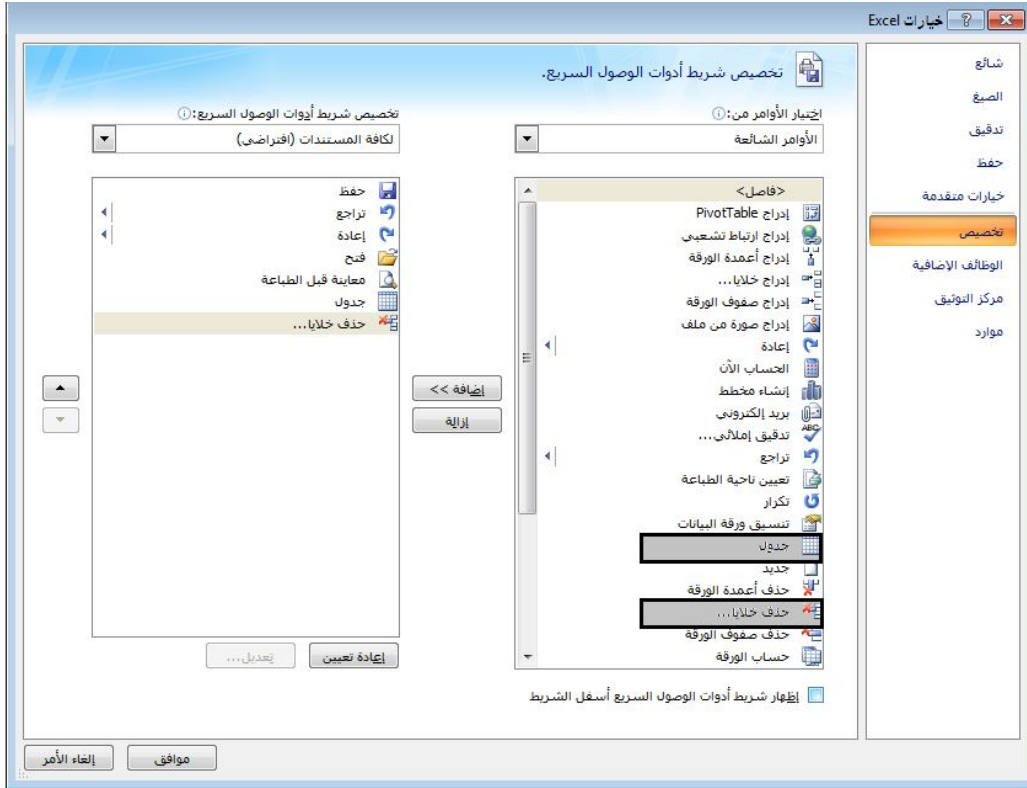 خيارات Excel
شائع
الصيغ
تدقيق
حفظ
خيارات متقدمة
تخصيص
الوظائف الإضافية
مركز التوثيق
موارد
تخصيص شريط أدوات الوصول السريع.
اختيار الأوامر من:
الأوامر الشائعة
<فاصل>
إدراج PivotTable
إدراج ارتباط تشعبي
إدراج أعمدة الورقة
إدراج خلايا...
إدراج صفوف الورقة
إدراج صورة من ملف
إعادة
الحساب الآن
إنشاء مخطط
بريد إلكتروني
تدقيق إملائي...
تراجع
تعيين ناحية الطباعة
تكرار
تنسيق ورقة البيانات
جدول
جديد
حذف أعمدة الورقة
حذف خلايا...
حذف صفوف الورقة
حساب الورقة
إظهار شريط أدوات الوصول السريع أسفل الشريط
إضافة >>
إزالة
تخصيص شريط أدوات الوصول السريع:
لكافة المستندات (افتراضي)
حفظ
تراجع
إعادة
فتح
معاينة قبل الطباعة
جدول
حذف خلايا...
إعادة تعيين
تعديل...
موافق
إلغاء الأمر